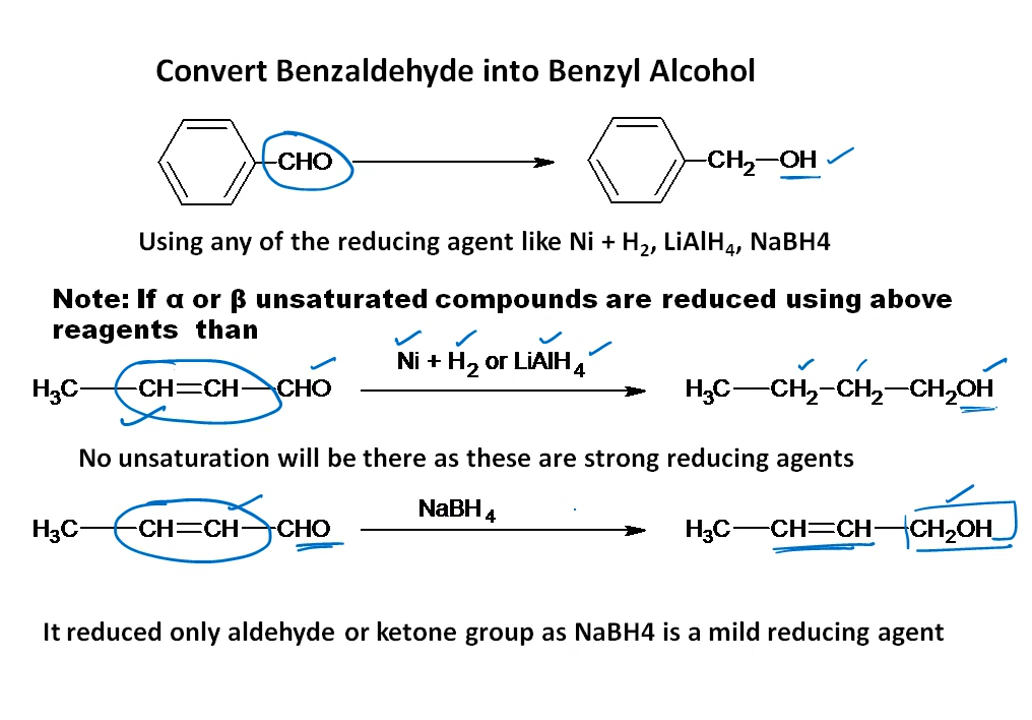 Convert Benzaldehyde into Benzyl Alcohol
CHO
CH₂—OH
Using any of the reducing agent like Ni + H₂, LiAlH₄, NaBH4
Note: If α or β unsaturated compounds are reduced using above
reagents than
Ni + H₂ or LiAlH₄
H₃C—CH=CH—CHO
H₃C—CH₂–CH₂—CH₂OH
No unsaturation will be there as these are strong reducing agents
NaBH₄
H₃C—CH=CH—CHO
H₃C—CH=CH—CH₂OH
It reduced only aldehyde or ketone group as NaBH4 is a mild reducing agent